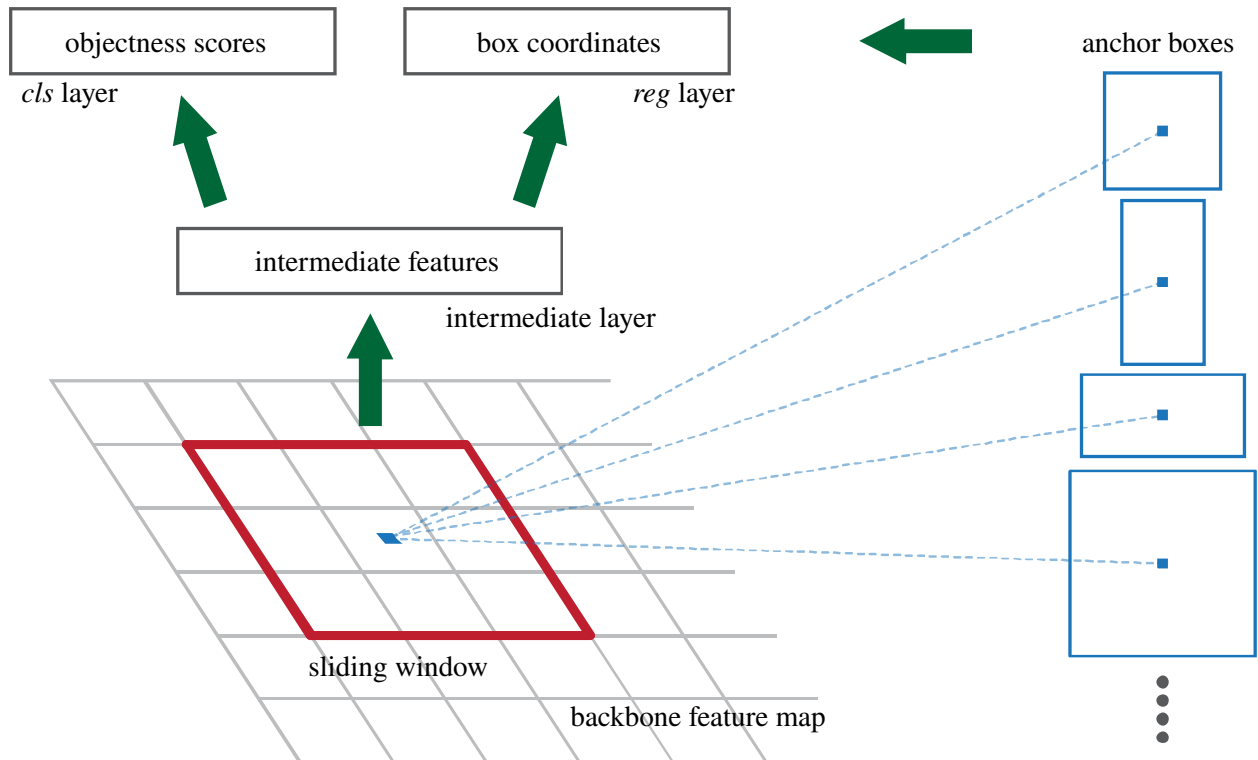 objectness scores
box coordinates
anchor boxes
cls layer
reg layer
intermediate features
intermediate layer
sliding window
backbone feature map